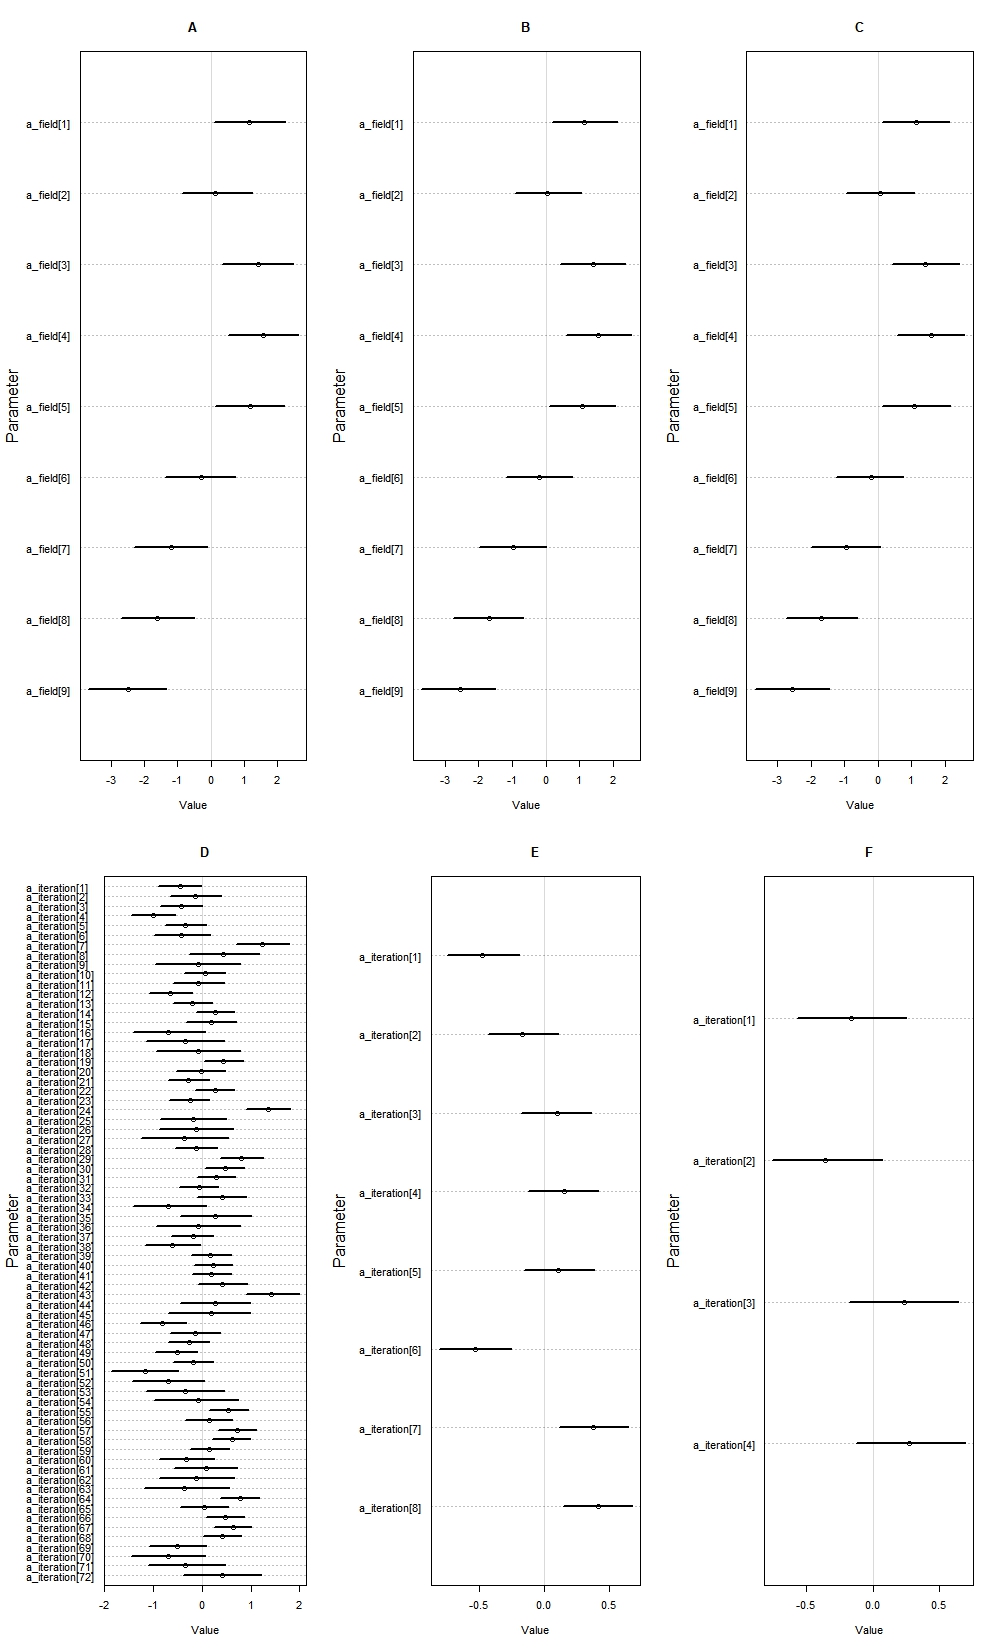 A
a_field[1]
a_field[2]
a_field[3]
a_field[4]
a_field[5]
a_field[6]
a_field[7]
a_field[8]
a_field[9]
Parameter
-3 -2 -1 0 1 2
Value
B
a_field[1]
a_field[2]
a_field[3]
a_field[4]
a_field[5]
a_field[6]
a_field[7]
a_field[8]
a_field[9]
Parameter
-3 -2 -1 0 1 2
Value
C
a_field[1]
a_field[2]
a_field[3]
a_field[4]
a_field[5]
a_field[6]
a_field[7]
a_field[8]
a_field[9]
Parameter
-3 -2 -1 0 1 2
Value
D
a_iteration[1]
a_iteration[2]
a_iteration[3]
a_iteration[4]
a_iteration[5]
a_iteration[6]
a_iteration[7]
a_iteration[8]
a_iteration[9]
a_iteration[10]
a_iteration[11]
a_iteration[12]
a_iteration[13]
a_iteration[14]
a_iteration[15]
a_iteration[16]
a_iteration[17]
a_iteration[18]
a_iteration[19]
a_iteration[20]
a_iteration[21]
a_iteration[22]
a_iteration[23]
a_iteration[24]
a_iteration[25]
a_iteration[26]
a_iteration[27]
a_iteration[28]
a_iteration[29]
a_iteration[30]
a_iteration[31]
a_iteration[32]
a_iteration[33]
a_iteration[34]
a_iteration[35]
a_iteration[36]
a_iteration[37]
a_iteration[38]
a_iteration[39]
a_iteration[40]
a_iteration[41]
a_iteration[42]
a_iteration[43]
a_iteration[44]
a_iteration[45]
a_iteration[46]
a_iteration[47]
a_iteration[48]
a_iteration[49]
a_iteration[50]
a_iteration[51]
a_iteration[52]
a_iteration[53]
a_iteration[54]
a_iteration[55]
a_iteration[56]
a_iteration[57]
a_iteration[58]
a_iteration[59]
a_iteration[60]
a_iteration[61]
a_iteration[62]
a_iteration[63]
a_iteration[64]
a_iteration[65]
a_iteration[66]
a_iteration[67]
a_iteration[68]
a_iteration[69]
a_iteration[70]
a_iteration[71]
a_iteration[72]
Parameter
-2 -1 0 1 2
Value
E
a_iteration[1]
a_iteration[2]
a_iteration[3]
a_iteration[4]
a_iteration[5]
a_iteration[6]
a_iteration[7]
a_iteration[8]
Parameter
-0.5 0.0 0.5
Value
F
a_iteration[1]
a_iteration[2]
a_iteration[3]
a_iteration[4]
Parameter
-0.5 0.0 0.5
Value